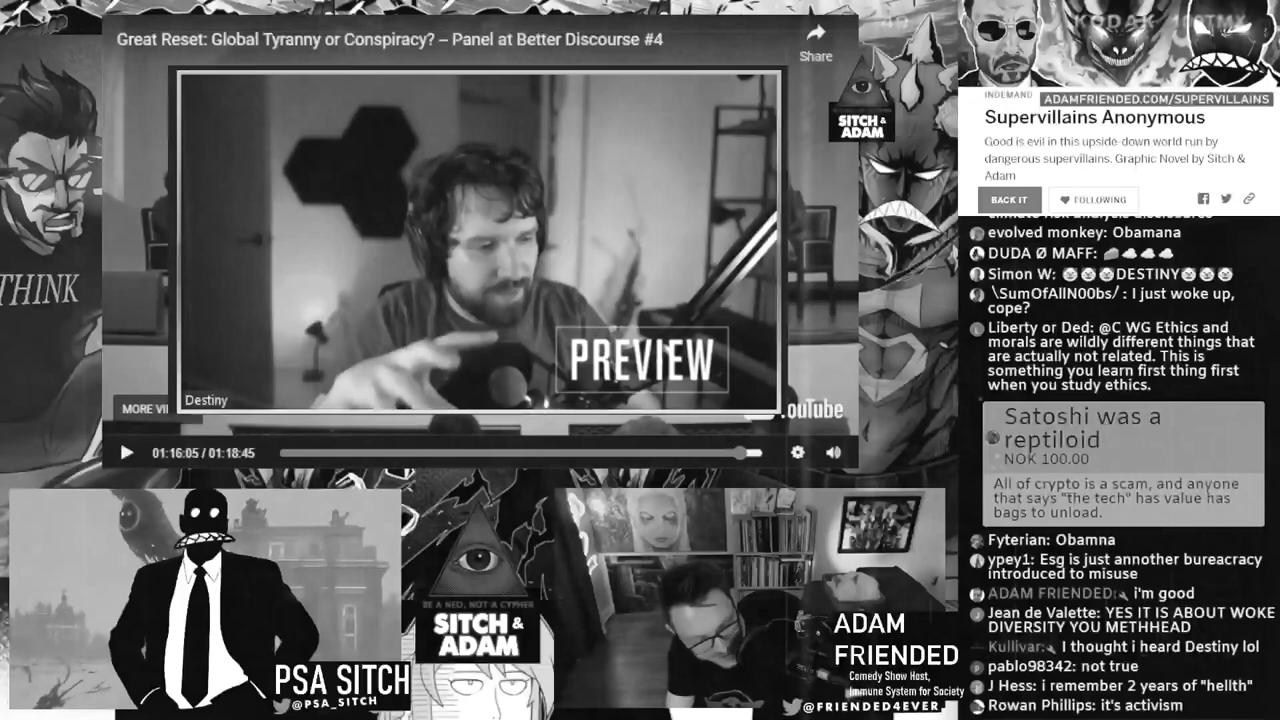 Great Reset: Global Tyranny or Conspiracy? – Panel at Better Discourse #4
Share
SITCH &
ADAM
THINK
PREVIEW
Destiny
MORE VI
ouTube
01:16:05 / 01:18:45
KODAK 100TMX
INDEMAND
ADAMFRIENDED.COM/SUPERVILLAINS
Supervillains Anonymous
Good is evil in this upside-down world run by
dangerous supervillains. Graphic Novel by Sitch &
Adam
BACK IT
FOLLOWING
evolved monkey: Obamana
DUDA Ø MAFF:
Simon W: 🤡🤡🤡DESTINY🤡🤡🤡
\SumOfAllN00bs/ : I just woke up,
cope?
Liberty or Ded: @C WG Ethics and
morals are wildly different things that
are actually not related. This is
something you learn first thing first
when you study ethics.
Satoshi was a
reptiloid
NOK 100.00
All of crypto is a scam, and anyone
that says "the tech" has value has
bags to unload.
Fyterian: Obamna
ypey1: Esg is just annother bureacracy
introduced to misuse
ADAM FRIENDED: i'm good
Jean de Valette: YES IT IS ABOUT WOKE
DIVERSITY YOU METHHEAD
Kullivar: I thought i heard Destiny lol
pablo98342: not true
J Hess: i remember 2 years of "hellth"
Rowan Phillips: it's activism
PSA SITCH
@PSA_SITCH
BE A NEO, NOT A CYPHER
SITCH &
ADAM
ADAM
FRIENDED
Comedy Show Host,
Immune System for Society
@FRIENDED4EVER